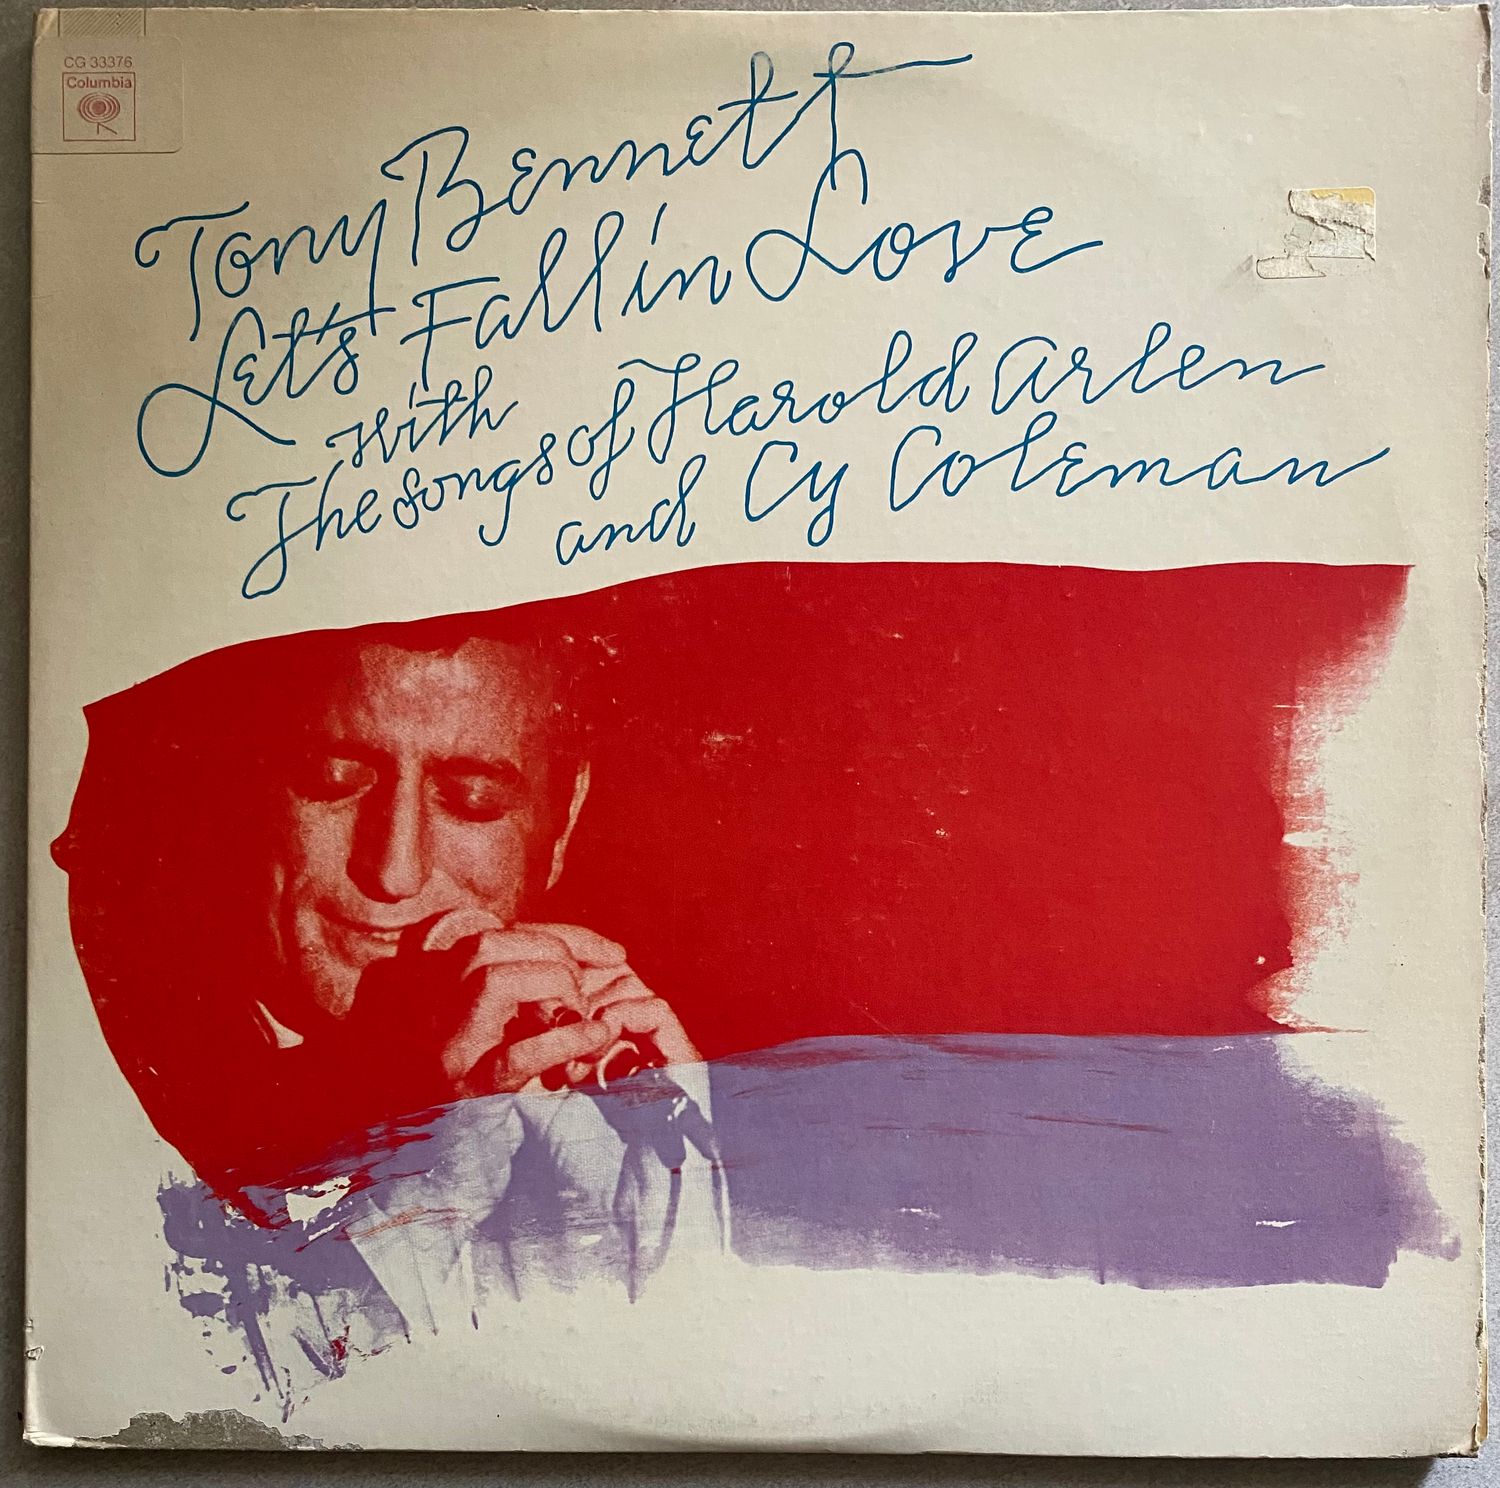 CG 33376
Columbia
Tony Bennett
Let's Fall in Love
with
The songs of Harold Arlen
and Cy Coleman